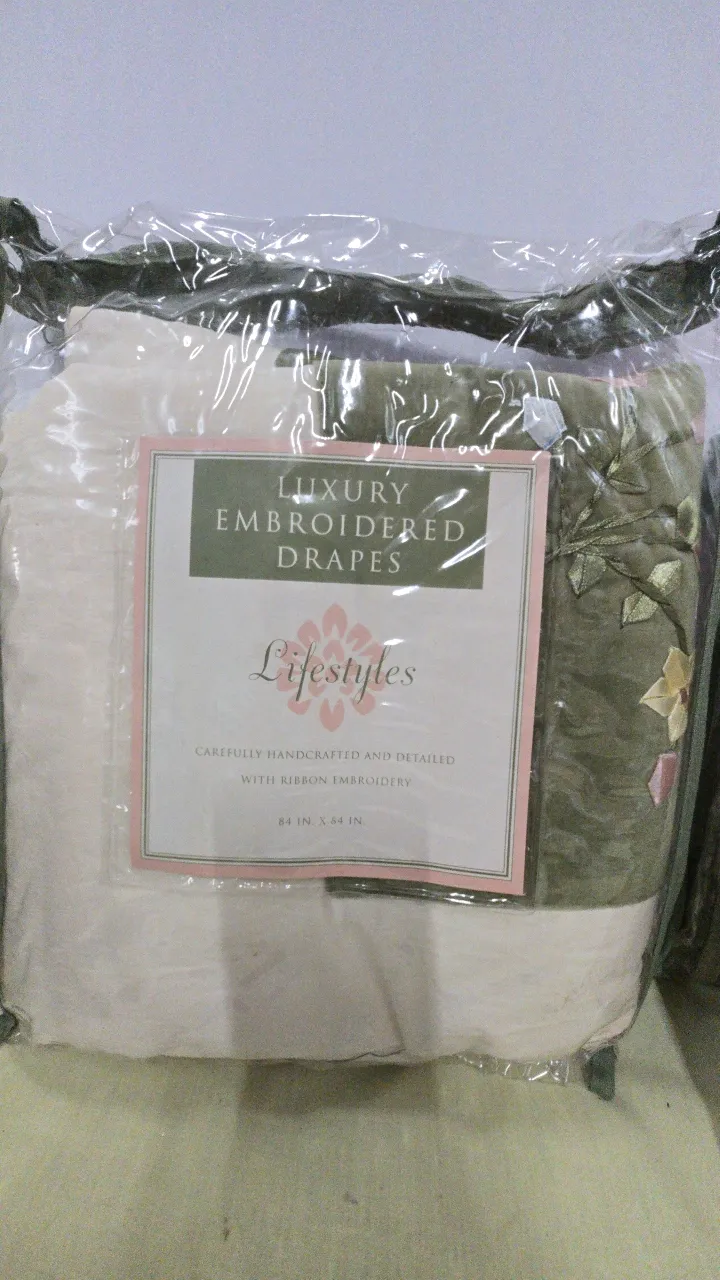 LUXURY
EMBROIDERED
DRAPES
Lifestyles
CAREFULLY HANDCRAFTED AND DETAILED
WITH RIBBON EMBROIDERY
84 IN. X 84 IN.